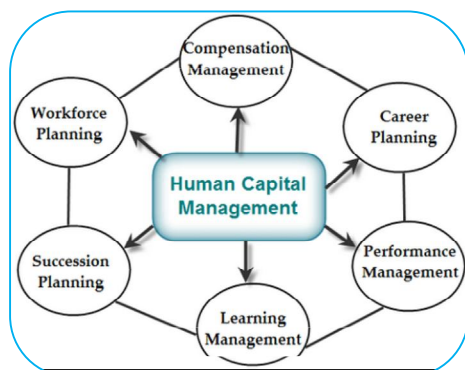 Compensation
Management
Workforce
Planning
Career
Planning
Human Capital
Management
Succession
Planning
Performance
Management
Learning
Management